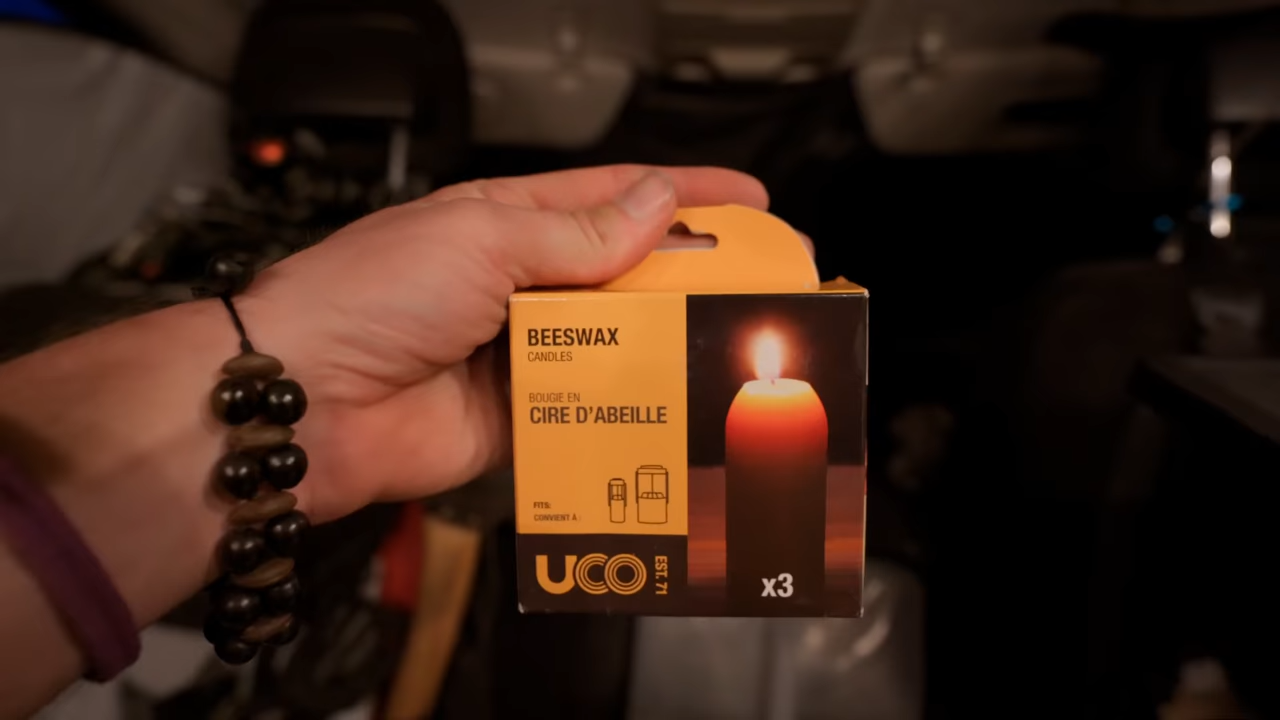 BEESWAX
CANDLES
BOUGIE EN
CIRE D'ABEILLE
FITS:
CONVIENT À :
UCO
EST. 71
x3